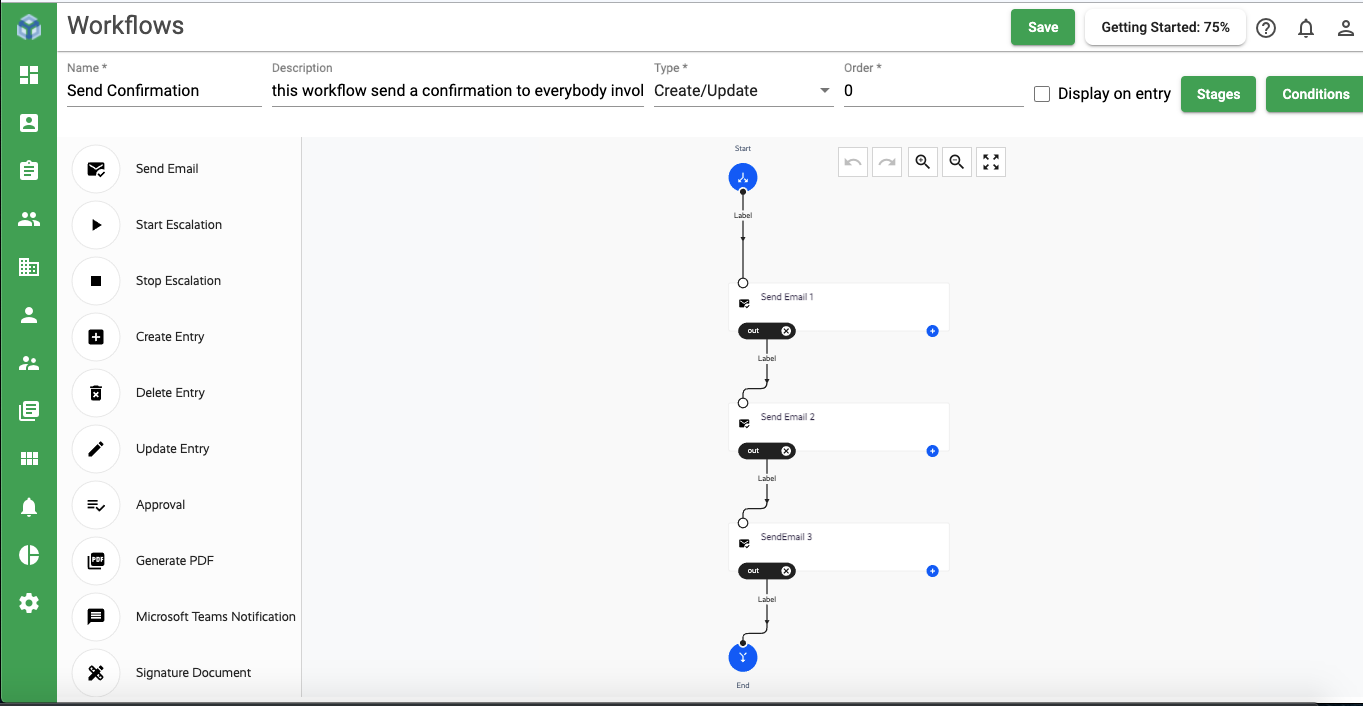 Workflows
Save
Getting Started: 75%
Name *
Description
Type *
Order *
Send Confirmation
this workflow send a confirmation to everybody invol
Create/Update
0
Display on entry
Stages
Conditions
Send Email
Start Escalation
Stop Escalation
Create Entry
Delete Entry
Update Entry
Approval
PDF
Generate PDF
Microsoft Teams Notification
Signature Document
Start
Label
Send Email 1
out
Label
Send Email 2
out
Label
SendEmail 3
out
Label
End